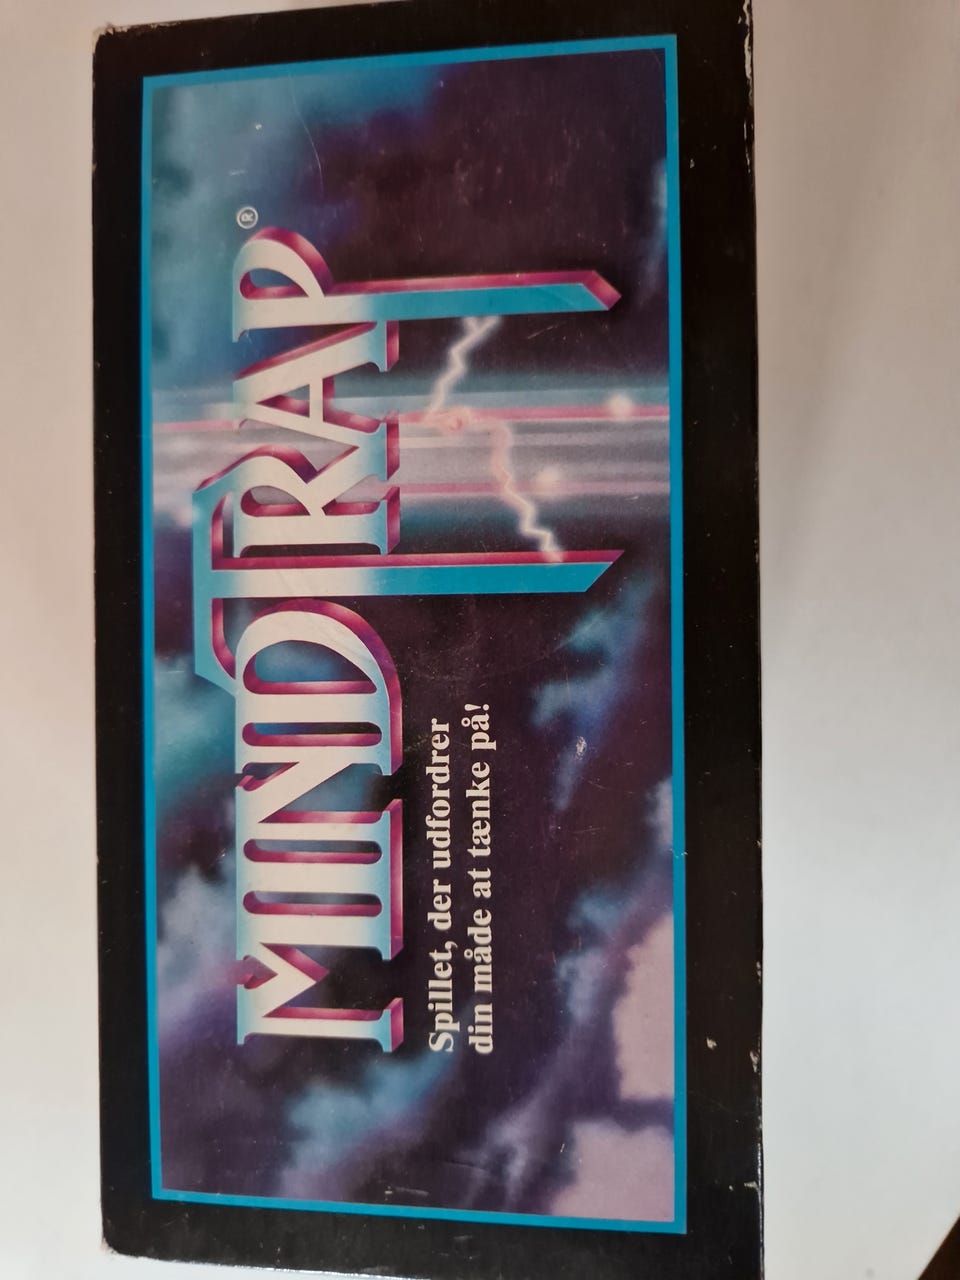 MINDTRAP®
Spillet, der udfordrer
din måde at tænke på!